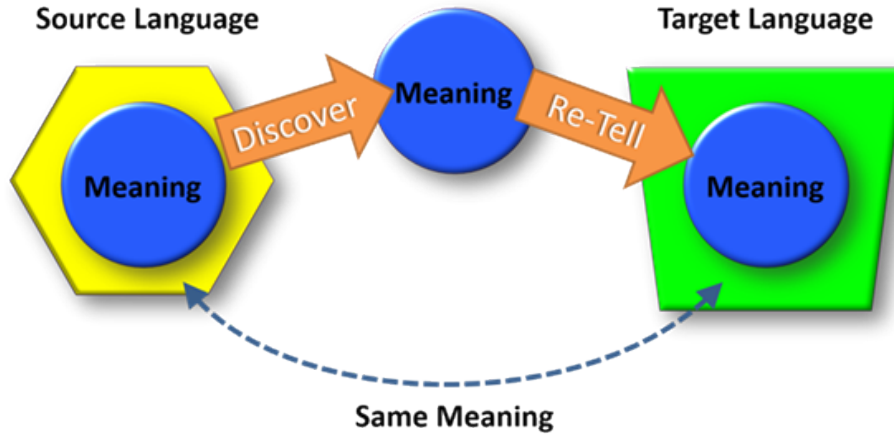 Source Language
Target Language
Meaning
Discover
Meaning
Re-Tell
Meaning
Same Meaning